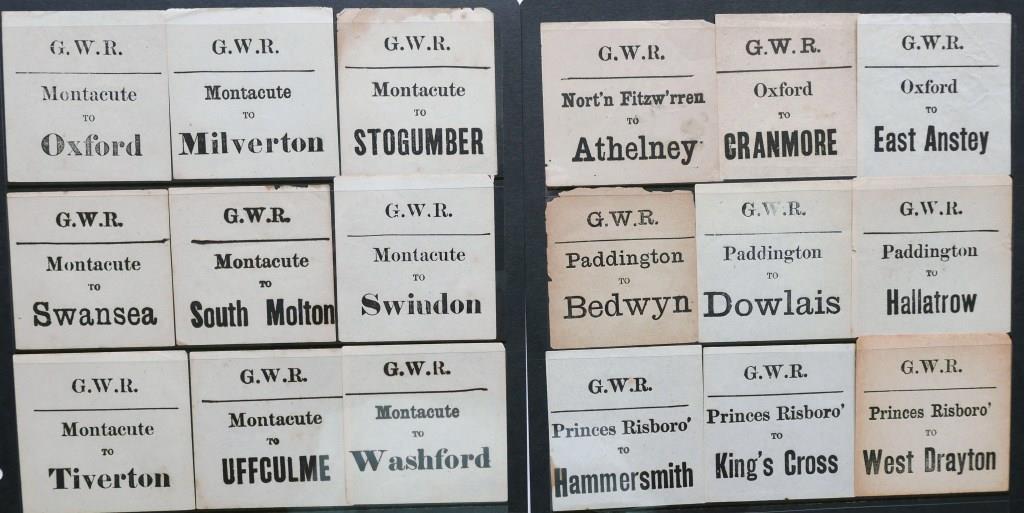 G.W.R.
Montacute
TO
Oxford
G.W.R.
Montacute
TO
Milverton
G.W.R.
Montacute
TO
STOGUMBER
G.W.R.
Montacute
TO
Swansea
G.W.R.
Montacute
TO
South Molton
G.W.R.
Montacute
TO
Swindon
G.W.R.
Montacute
TO
Tiverton
G.W.R.
Montacute
TO
UFFCULME
G.W.R.
Montacute
TO
Washford
G.W.R.
Nort'n Fitzw'rren
TO
Athelney
G.W.R.
Oxford
TO
CRANMORE
G.W.R.
Oxford
TO
East Anstey
G.W.R.
Paddington
TO
Bedwyn
G.W.R.
Paddington
TO
Dowlais
G.W.R.
Paddington
TO
Hallatrow
G.W.R.
Princes Risboro'
TO
Hammersmith
G.W.R.
Princes Risboro'
TO
King's Cross
G.W.R.
Princes Risboro'
TO
West Drayton